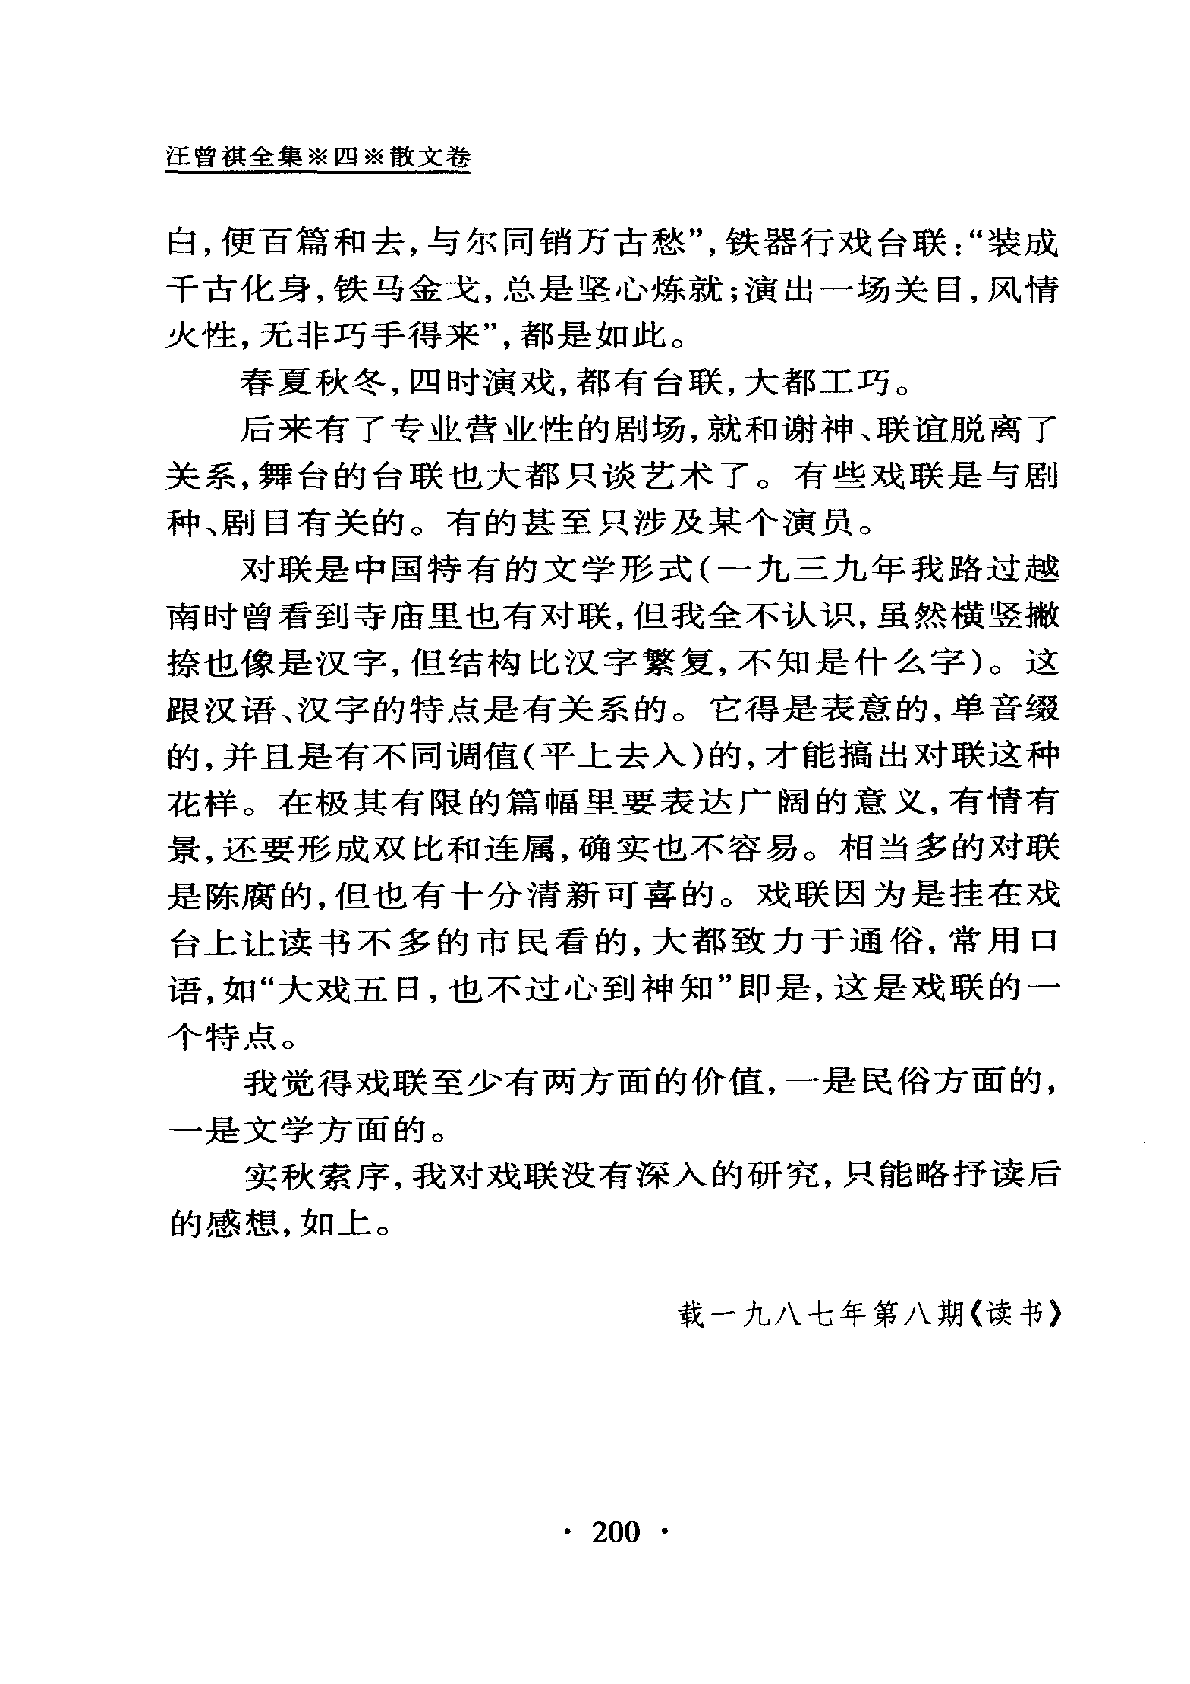 汪曾祺全集※四※散文卷
白,便百篇和去,与尔同销万古愁”,铁器行戏台联:“装成
千古化身,铁马金戈,总是坚心炼就;演出一场关目,风情
火性,无非巧手得来”,都是如此。
春夏秋冬,四时演戏,都有台联,大都工巧。
后来有了专业营业性的剧场,就和谢神、联谊脱离了
关系,舞台的台联也大都只谈艺术了。有些戏联是与剧
种、剧目有关的。有的甚至只涉及某个演员。
对联是中国特有的文学形式(一九三九年我路过越
南时曾看到寺庙里也有对联,但我全不认识,虽然横竖撇
捺也像是汉字,但结构比汉字繁复,不知是什么字)。这
跟汉语、汉字的特点是有关系的。它得是表意的,单音缀
的,并且是有不同调值(平上去入)的,才能搞出对联这种
花样。在极其有限的篇幅里要表达广阔的意义,有情有
景,还要形成双比和连属,确实也不容易。相当多的对联
是陈腐的,但也有十分清新可喜的。戏联因为是挂在戏
台上让读书不多的市民看的,大都致力于通俗,常用口
语,如“大戏五日,也不过心到神知”即是,这是戏联的一
个特点。
我觉得戏联至少有两方面的价值,一是民俗方面的,
一是文学方面的。
实秋索序,我对戏联没有深入的研究,只能略抒读后
的感想,如上。
载一九八七年第八期《读书》
· 200 ·